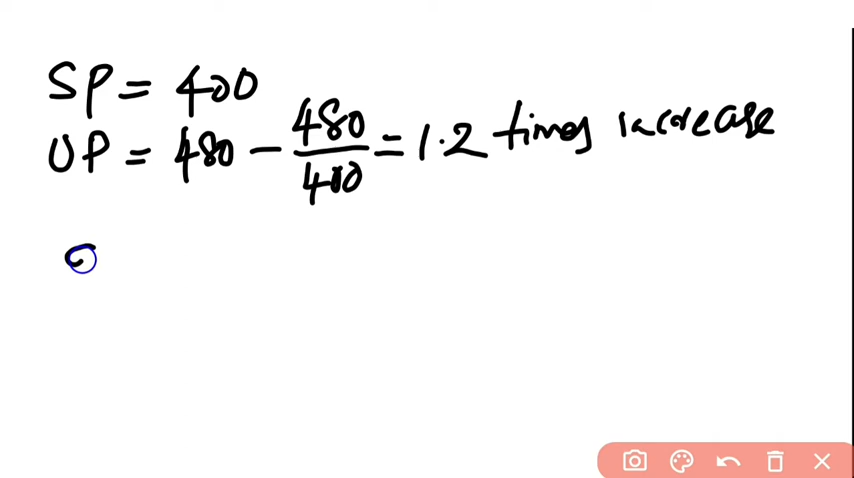 SP = 400
UP = 480 - 480/400 = 1.2 times increase